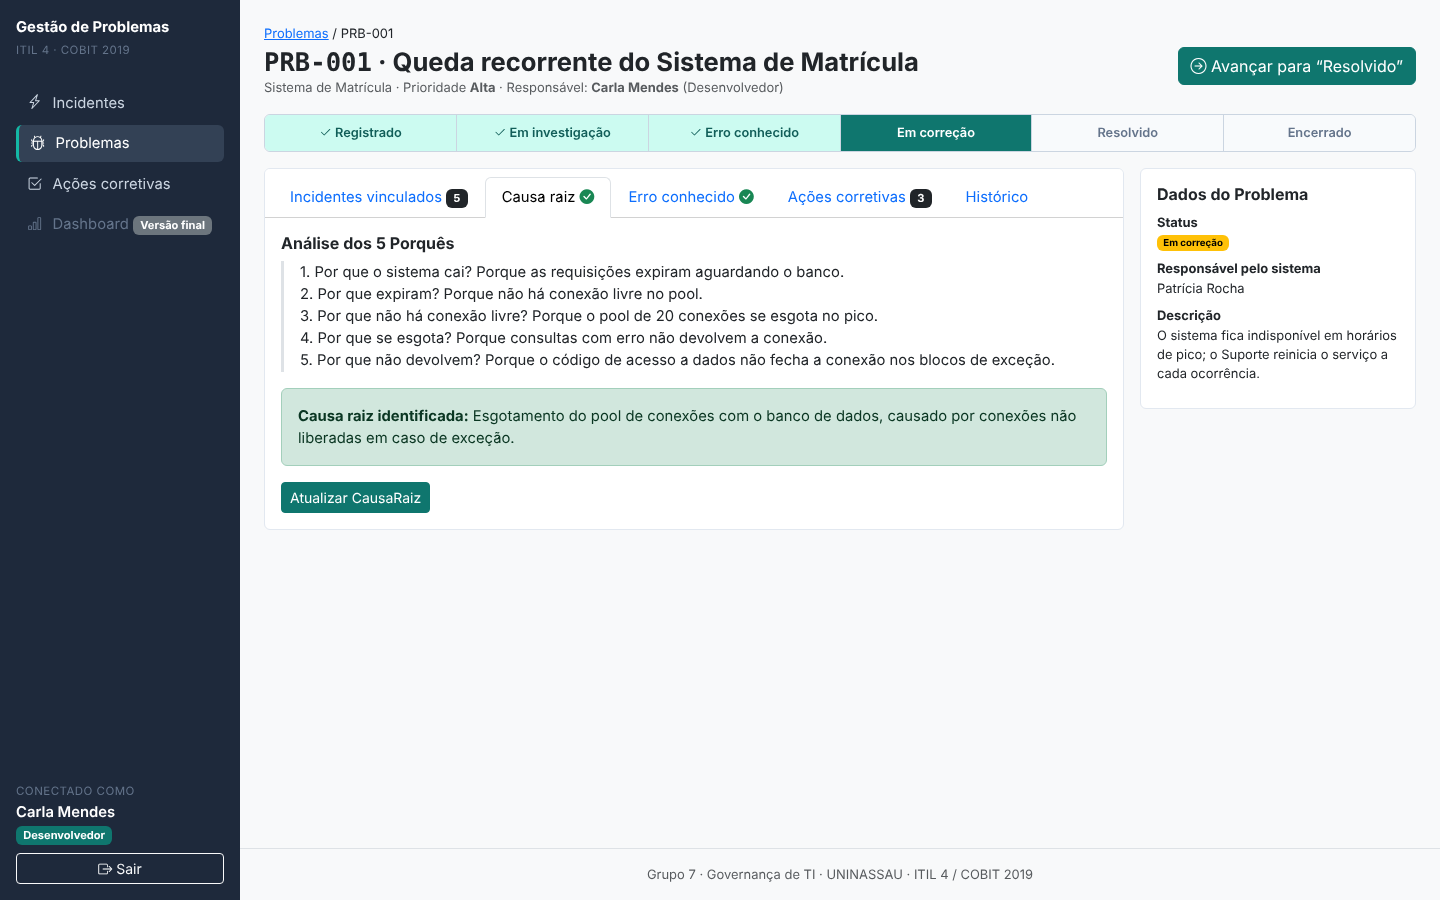 Gestão de Problemas
ITIL 4 · COBIT 2019
Incidentes
Problemas
Ações corretivas
Dashboard Versão final
CONECTADO COMO
Carla Mendes
Desenvolvedor
Sair
Problemas / PRB-001
PRB-001 · Queda recorrente do Sistema de Matrícula
Sistema de Matrícula · Prioridade Alta · Responsável: Carla Mendes (Desenvolvedor)
Avançar para “Resolvido”
Registrado
Em investigação
Erro conhecido
Em correção
Resolvido
Encerrado
Incidentes vinculados 5
Causa raiz
Erro conhecido
Ações corretivas 3
Histórico
Análise dos 5 Porquês
1. Por que o sistema cai? Porque as requisições expiram aguardando o banco.
2. Por que expiram? Porque não há conexão livre no pool.
3. Por que não há conexão livre? Porque o pool de 20 conexões se esgota no pico.
4. Por que se esgota? Porque consultas com erro não devolvem a conexão.
5. Por que não devolvem? Porque o código de acesso a dados não fecha a conexão nos blocos de exceção.
Causa raiz identificada: Esgotamento do pool de conexões com o banco de dados, causado por conexões não
liberadas em caso de exceção.
Atualizar CausaRaiz
Dados do Problema
Status
Em correção
Responsável pelo sistema
Patrícia Rocha
Descrição
O sistema fica indisponível em horários
de pico; o Suporte reinicia o serviço a
cada ocorrência.
Grupo 7 · Governança de TI · UNINASSAU · ITIL 4 / COBIT 2019